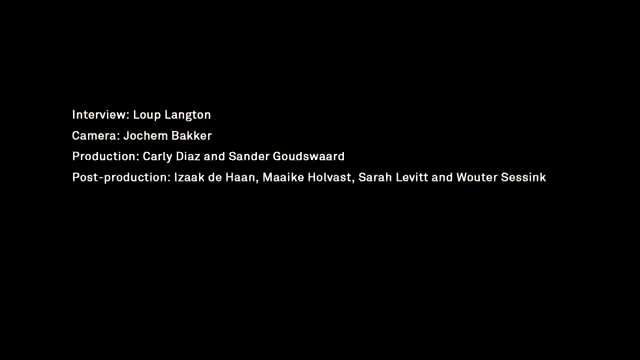 Interview: Loup Langton
Camera: Jochem Bakker
Production: Carly Diaz and Sander Goudswaard
Post-production: Izaak de Haan, Maaike Holvast, Sarah Levitt and Wouter Sessink